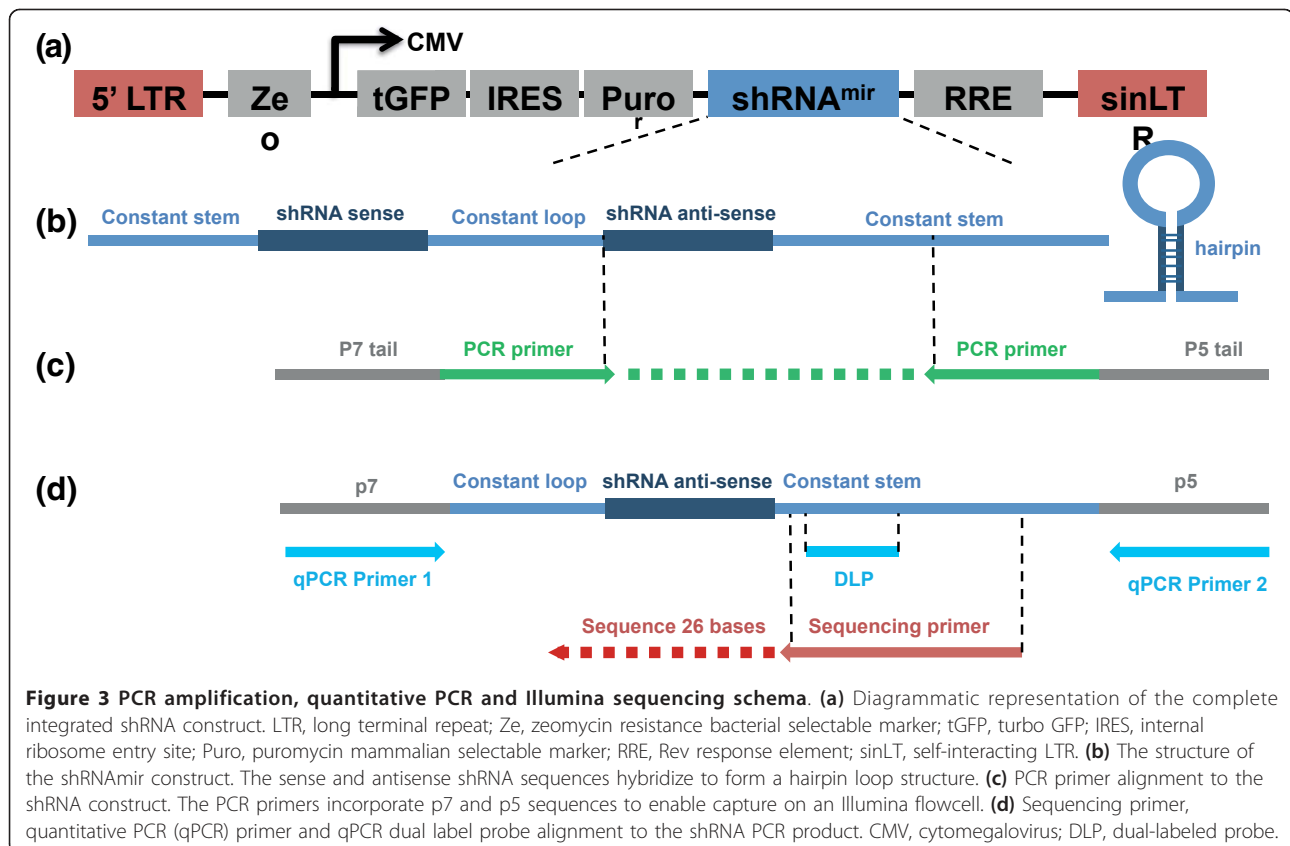 (a)
CMV
5' LTR
Ze
o
tGFP
IRES
Puro
r
shRNAmir
RRE
sinLT
R
(b)
Constant stem
shRNA sense
Constant loop
shRNA anti-sense
Constant stem
hairpin
(c)
P7 tail
PCR primer
PCR primer
P5 tail
(d)
p7
Constant loop
shRNA anti-sense
Constant stem
p5
qPCR Primer 1
DLP
qPCR Primer 2
Sequence 26 bases
Sequencing primer
Figure 3 PCR amplification, quantitative PCR and Illumina sequencing schema. (a) Diagrammatic representation of the complete
integrated shRNA construct. LTR, long terminal repeat; Ze, zeomycin resistance bacterial selectable marker; tGFP, turbo GFP; IRES, internal
ribosome entry site; Puro, puromycin mammalian selectable marker; RRE, Rev response element; sinLT, self-interacting LTR. (b) The structure of
the shRNAmir construct. The sense and antisense shRNA sequences hybridize to form a hairpin loop structure. (c) PCR primer alignment to the
shRNA construct. The PCR primers incorporate p7 and p5 sequences to enable capture on an Illumina flowcell. (d) Sequencing primer,
quantitative PCR (qPCR) primer and qPCR dual label probe alignment to the shRNA PCR product. CMV, cytomegalovirus; DLP, dual-labeled probe.